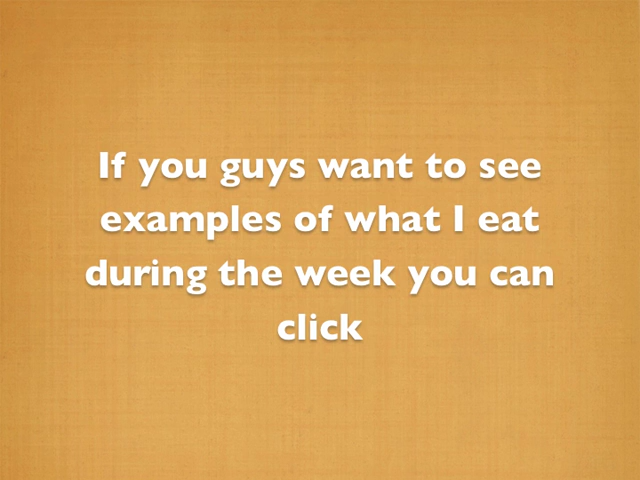 If you guys want to see
examples of what I eat
during the week you can
click